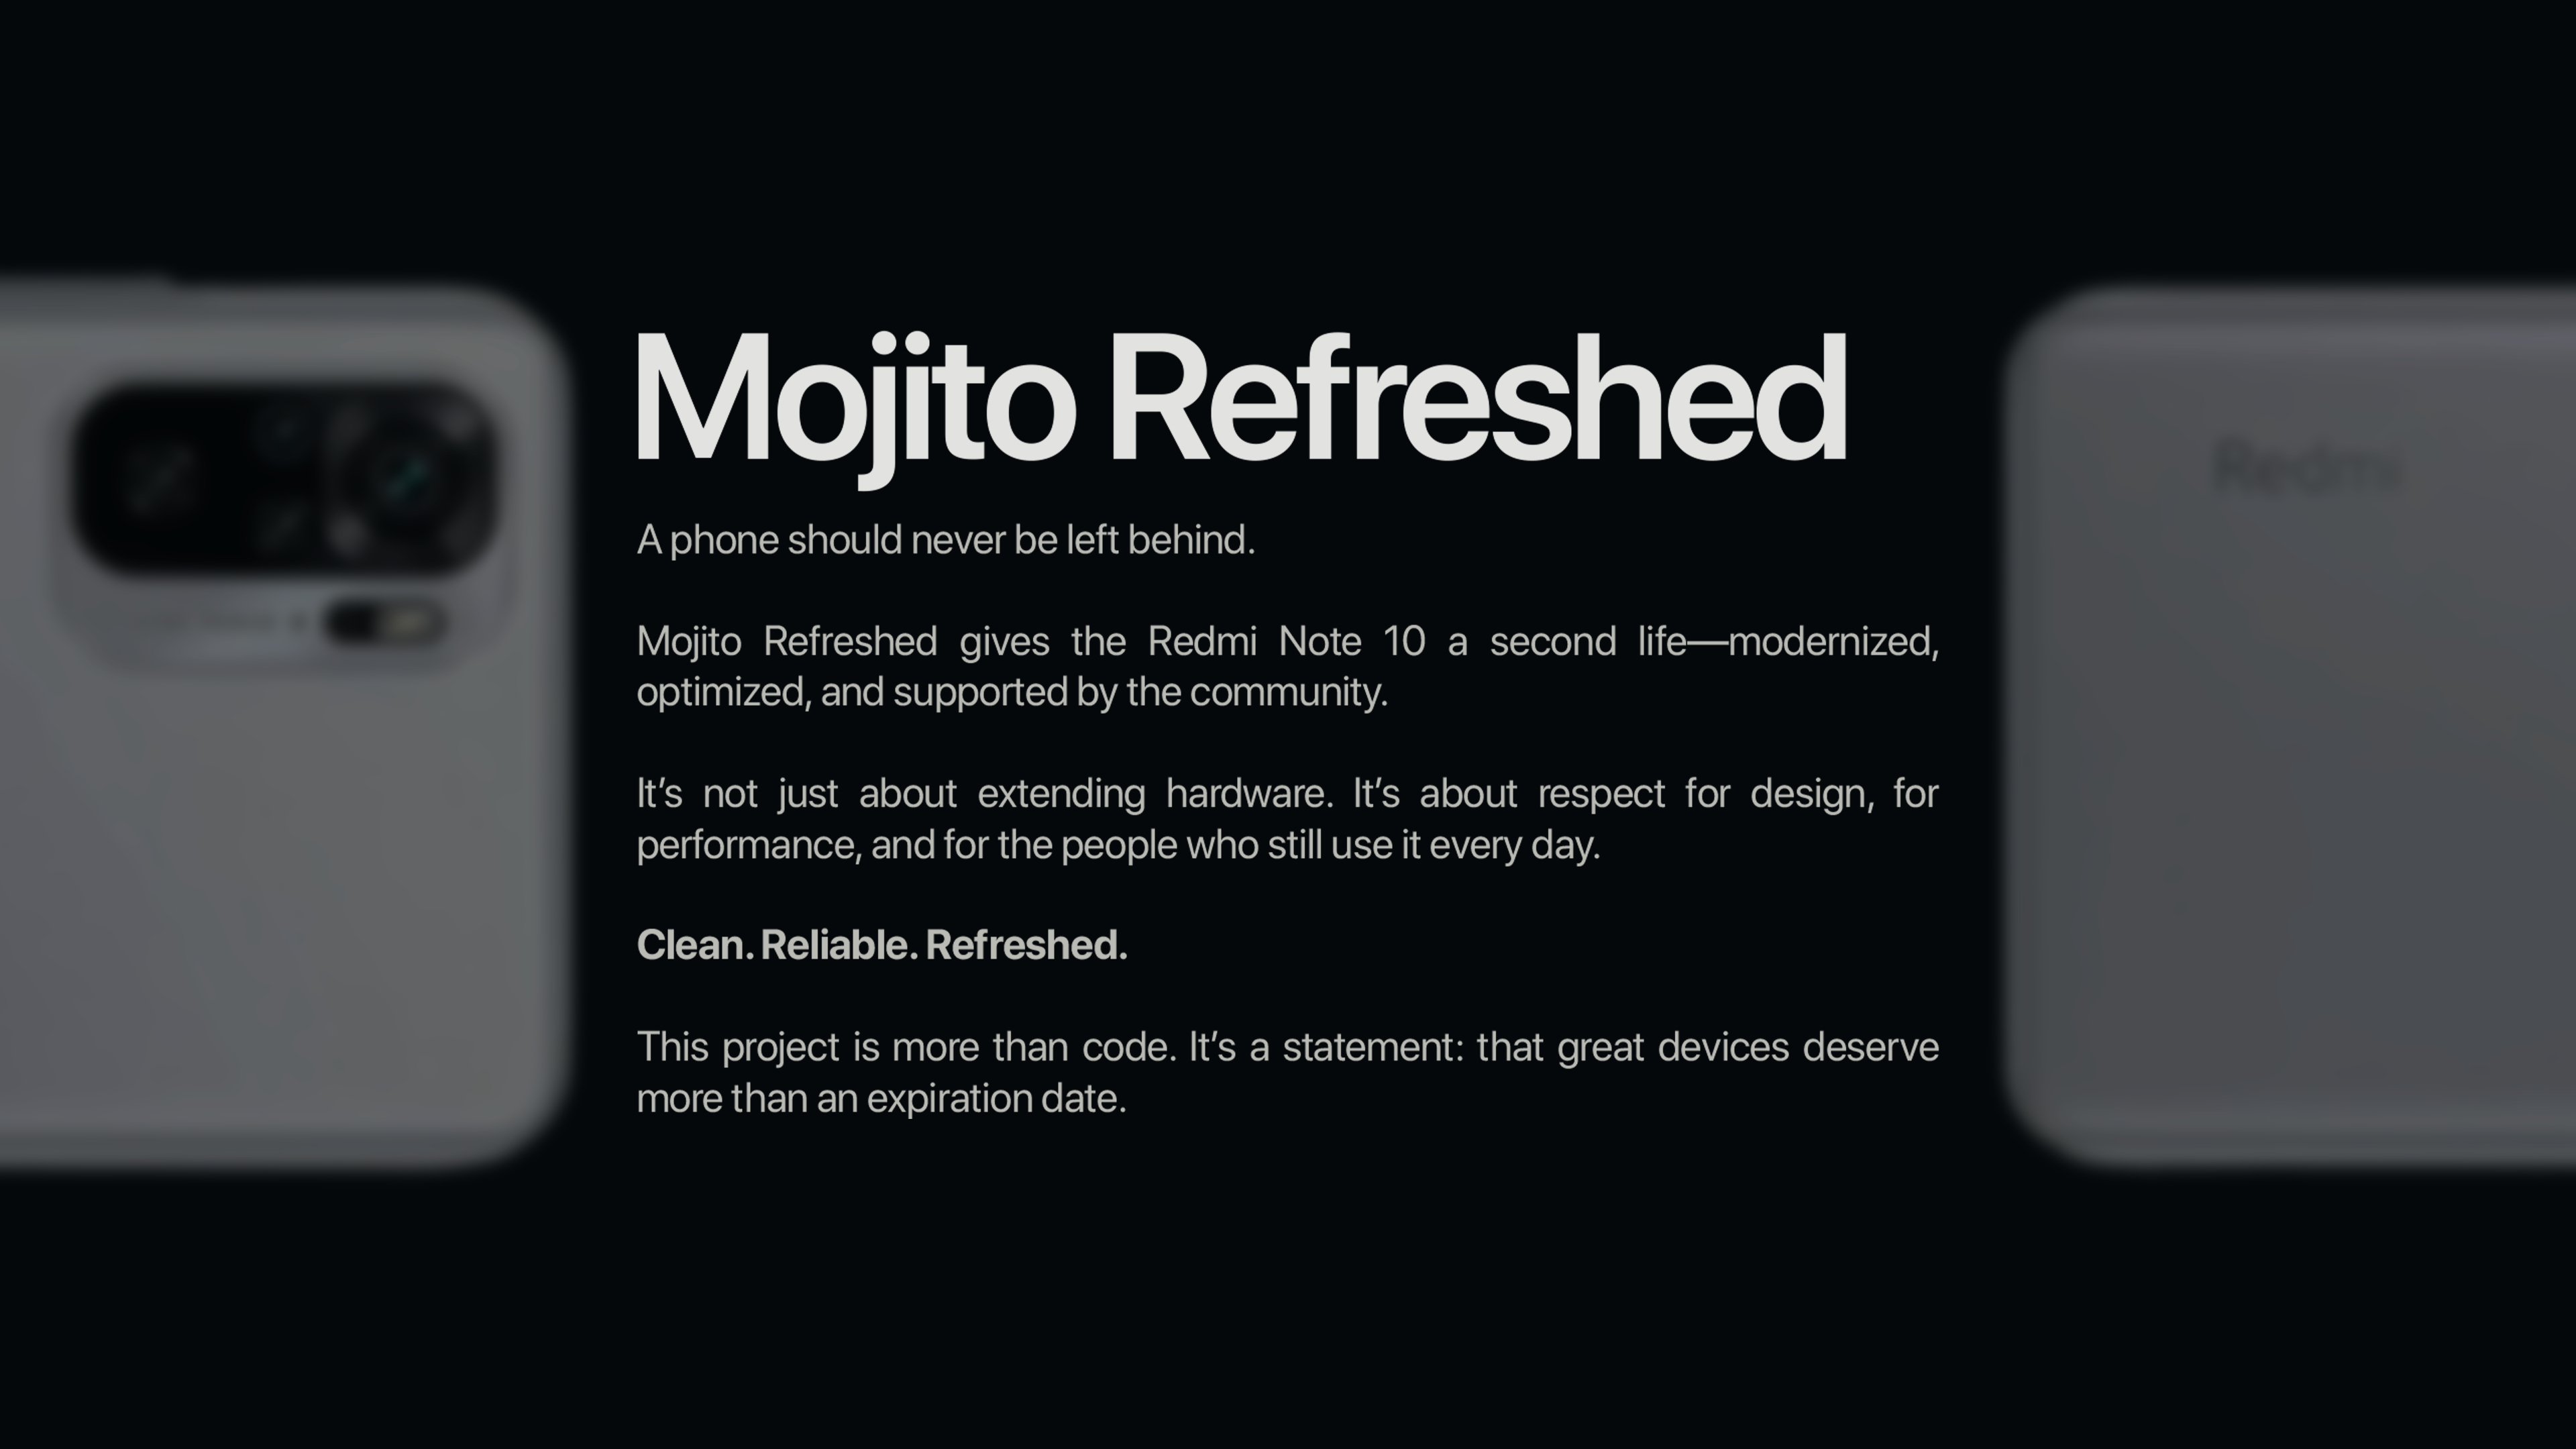 Mojito Refreshed
A phone should never be left behind.
Mojito Refreshed gives the Redmi Note 10 a second life—modernized,
optimized, and supported by the community.
It’s not just about extending hardware. It’s about respect for design, for
performance, and for the people who still use it every day.
Clean. Reliable. Refreshed.
This project is more than code. It’s a statement: that great devices deserve
more than an expiration date.
Redmi